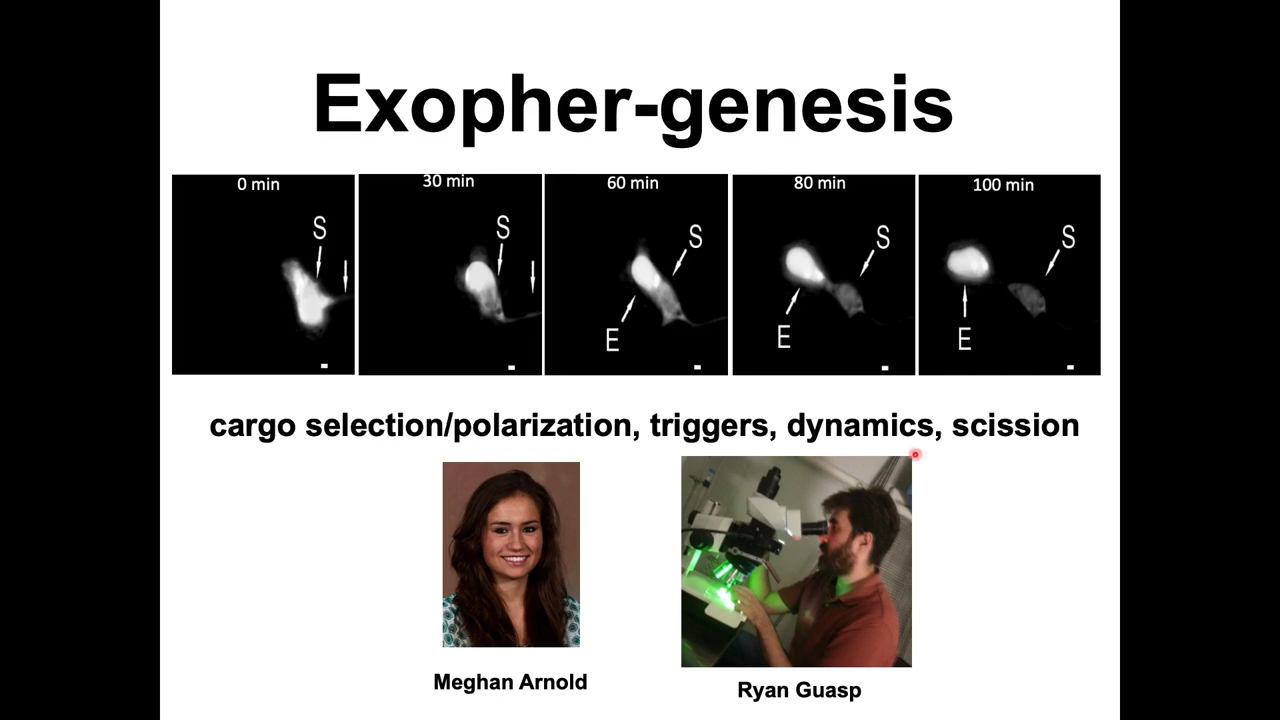 Exopher-genesis
0 min
30 min
60 min
80 min
100 min
S
S
S
S
S
E
E
E
E
cargo selection/polarization, triggers, dynamics, scission
Meghan Arnold
Ryan Guasp